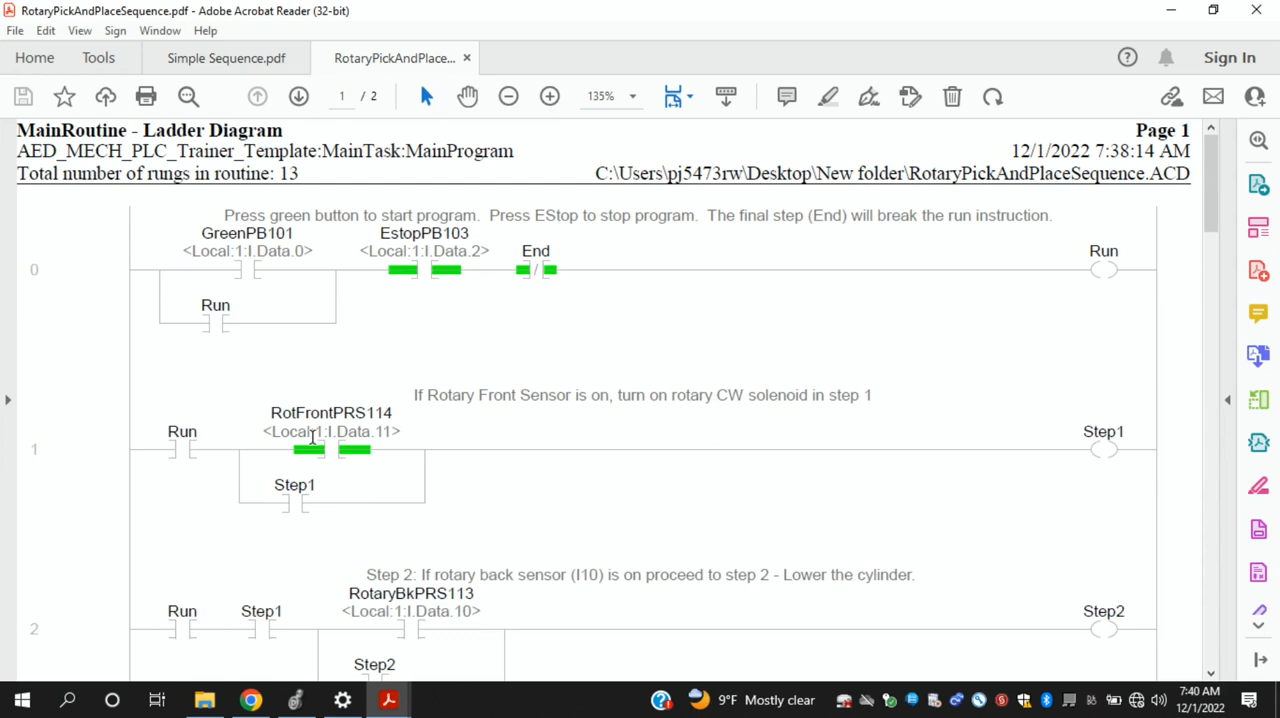 RotaryPickAndPlaceSequence.pdf - Adobe Acrobat Reader (32-bit)
File Edit View Sign Window Help
Home Tools Simple Sequence.pdf RotaryPickAndPlace... × Sign In
1 / 2 135%
MainRoutine - Ladder Diagram Page 1
AED_MECH_PLC_Trainer_Template:MainTask:MainProgram 12/1/2022 7:38:14 AM
Total number of rungs in routine: 13 C:\Users\pj5473rw\Desktop\New folder\RotaryPickAndPlaceSequence.ACD
Press green button to start program. Press EStop to stop program. The final step (End) will break the run instruction.
GreenPB101 EstopPB103
<Local:1:I.Data.0> <Local:1:I.Data.2> End Run
0
Run
If Rotary Front Sensor is on, turn on rotary CW solenoid in step 1
RotFrontPRS114
Run <Local:1:I.Data.11> Step1
1
Step1
Step 2: If rotary back sensor (I10) is on proceed to step 2 - Lower the cylinder.
RotaryBkPRS113
Run Step1 <Local:1:I.Data.10> Step2
2
Step2
9°F Mostly clear 7:40 AM
12/1/2022